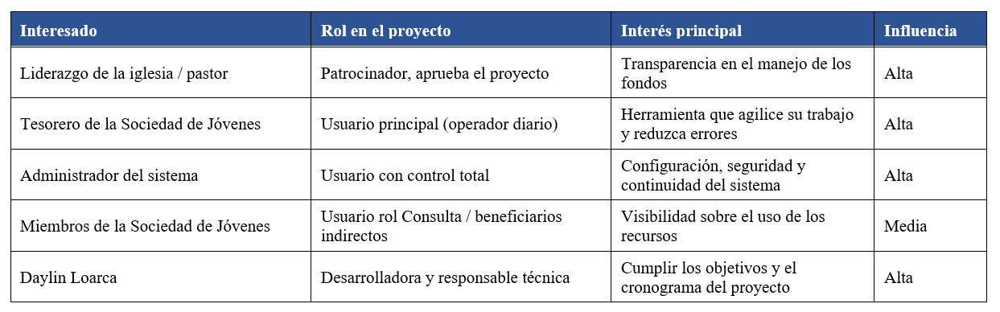 Interesado Rol en el proyecto Interés principal Influencia
Liderazgo de la iglesia / pastor Patrocinador, aprueba el proyecto Transparencia en el manejo de los
fondos Alta
Tesorero de la Sociedad de Jóvenes Usuario principal (operador diario) Herramienta que agilice su trabajo
y reduzca errores Alta
Administrador del sistema Usuario con control total Configuración, seguridad y
continuidad del sistema Alta
Miembros de la Sociedad de Jóvenes Usuario rol Consulta / beneficiarios
indirectos Visibilidad sobre el uso de los
recursos Media
Daylin Loarca Desarrolladora y responsable técnica Cumplir los objetivos y el
cronograma del proyecto Alta